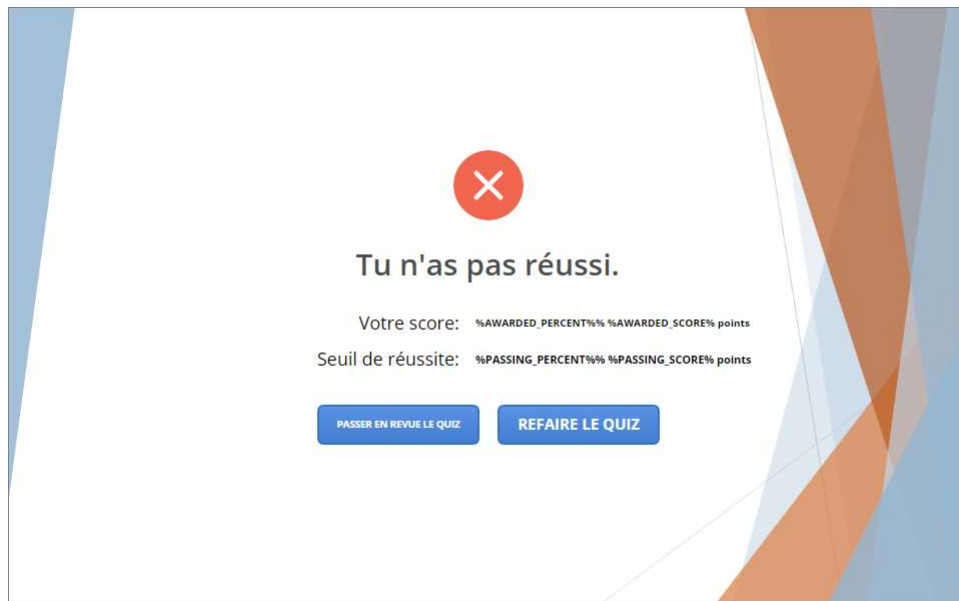 Tu n'as pas réussi.
Votre score: %AWARDED_PERCENT%% %AWARDED_SCORE% points
Seuil de réussite: %PASSING_PERCENT%% %PASSING_SCORE% points
PASSER EN REVUE LE QUIZ REFAIRE LE QUIZ